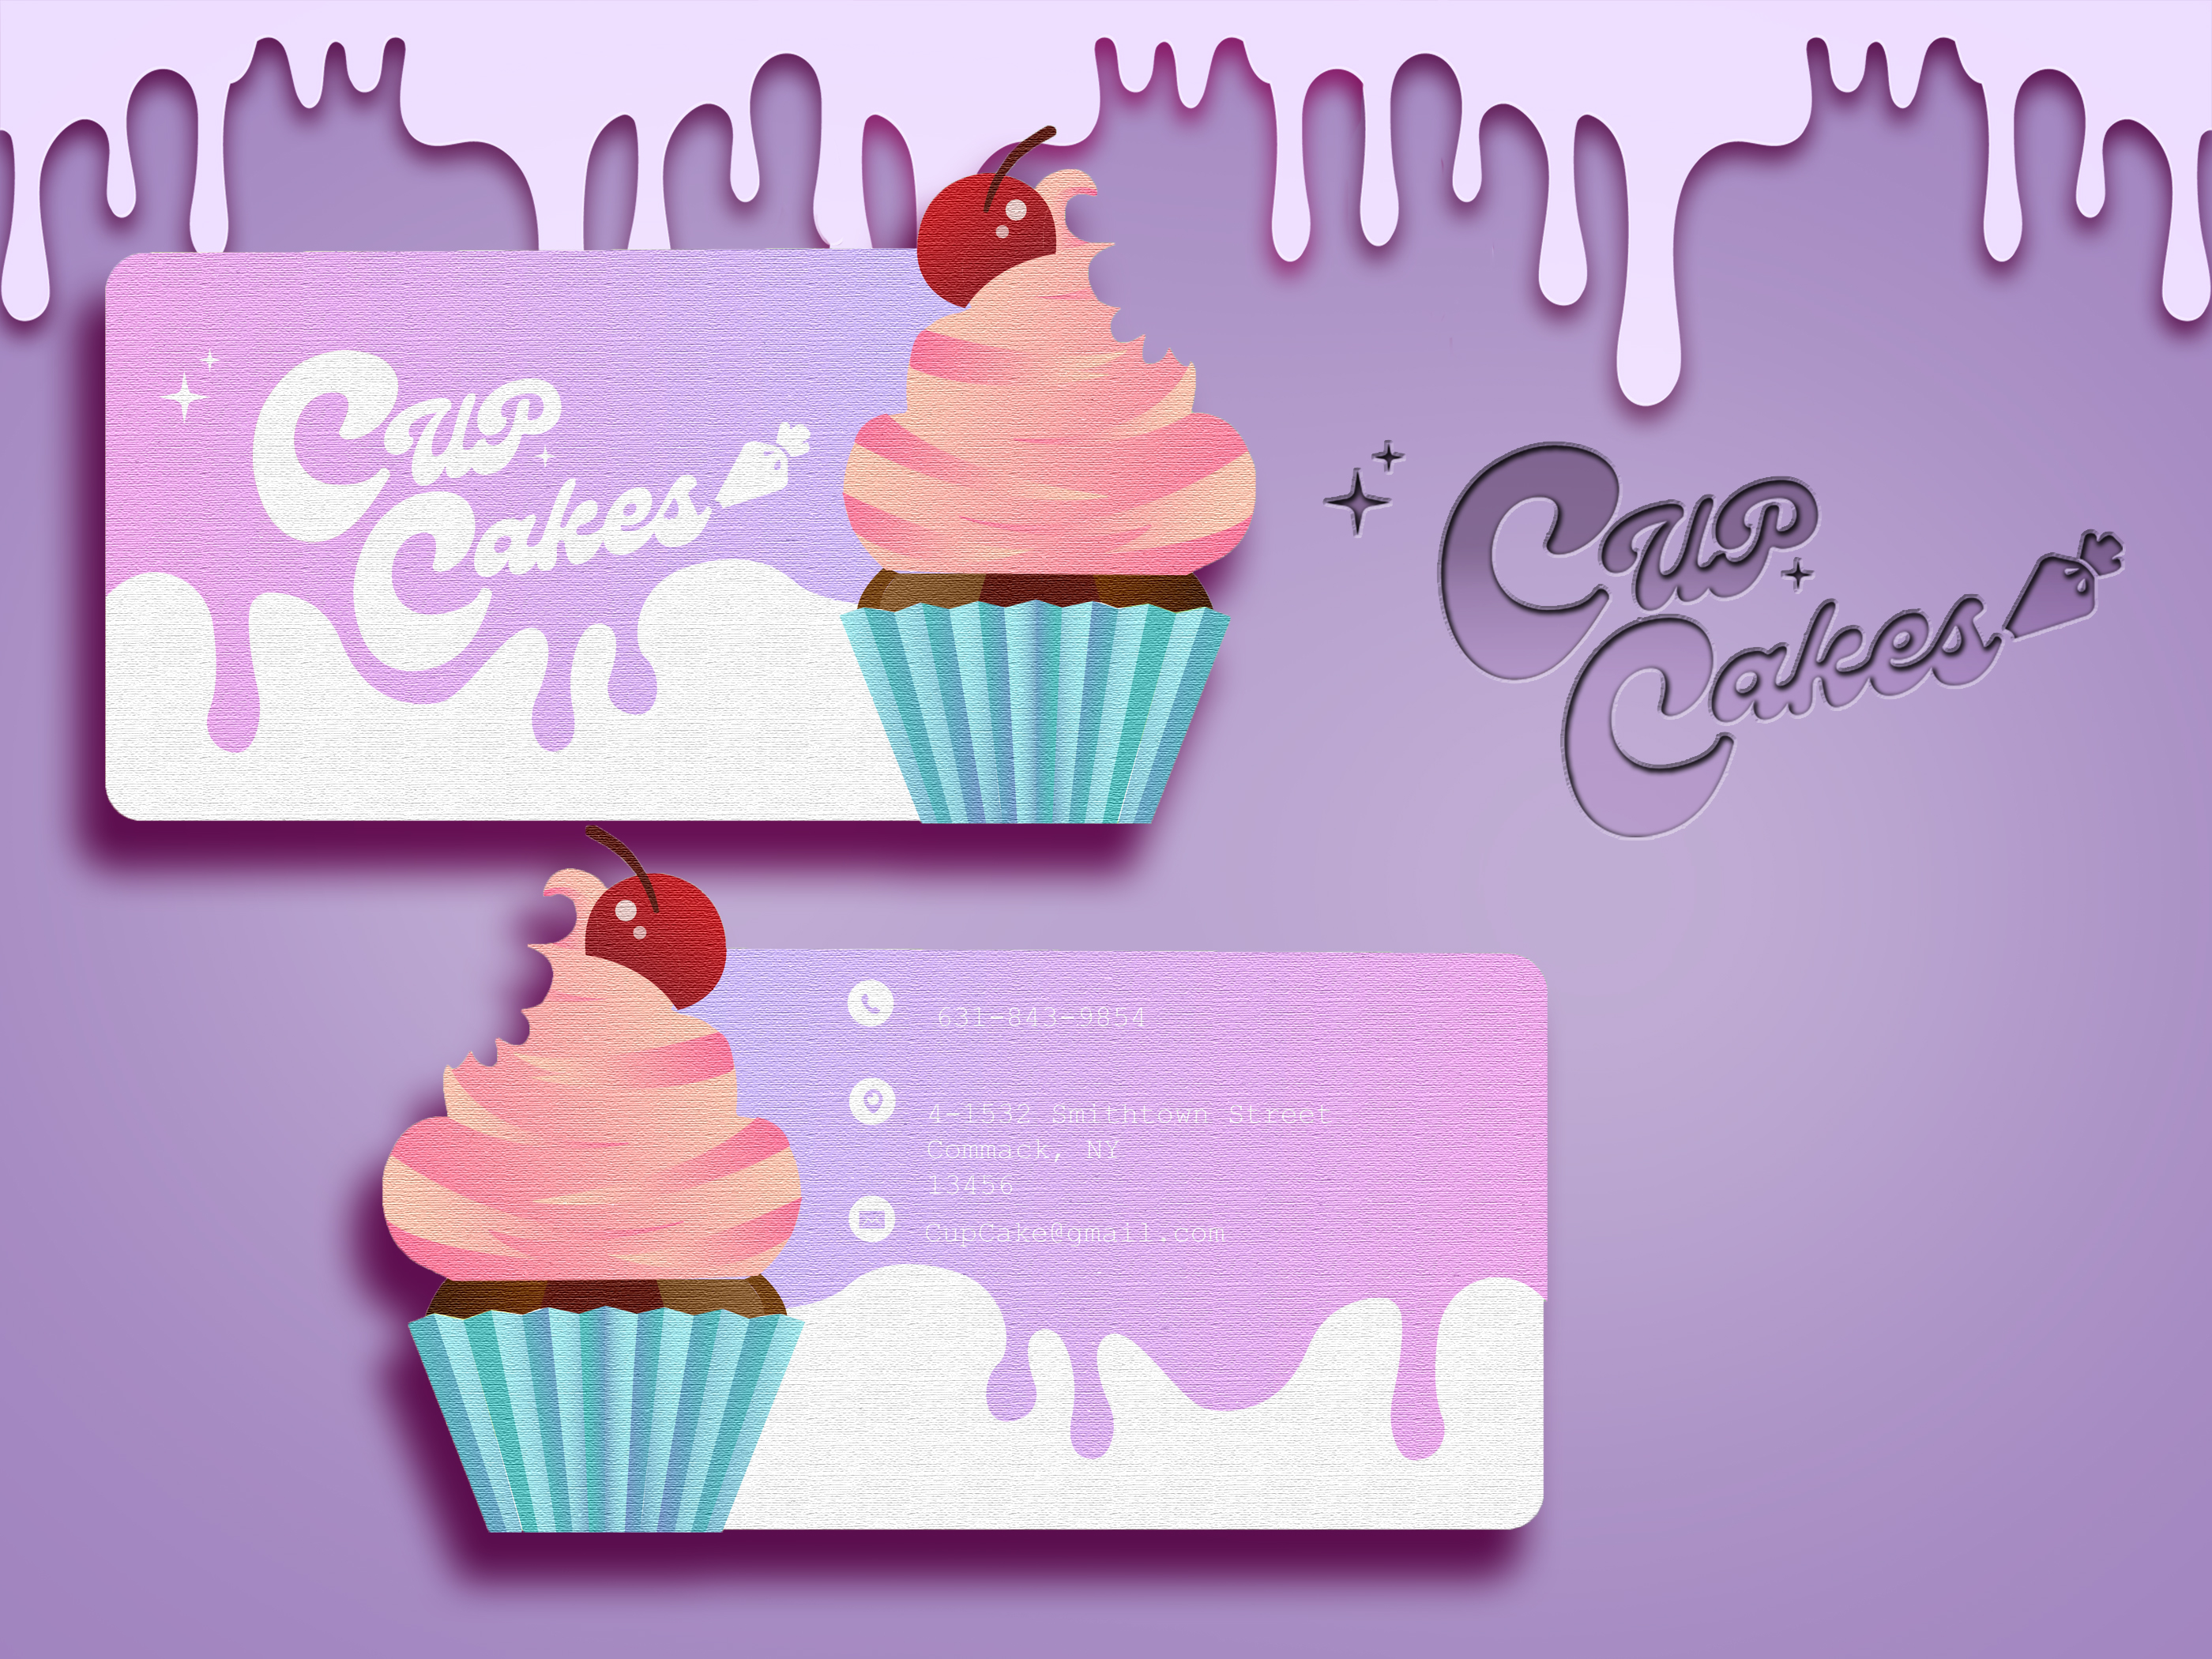 Cup
Cakes
Cup
Cakes
631-843-9854
4-1532 Smithtown Street
Commack, NY
13456
CupCake@gmail.com